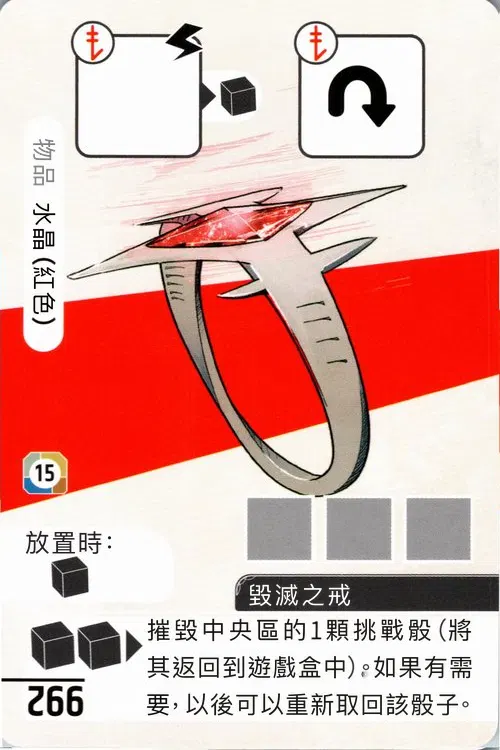 物品 水晶 (紅色)
15
放置時:
毀滅之戒
摧毀中央區的1顆挑戰骰(將
其返回到遊戲盒中)。如果有需
要,以後可以重新取回該骰子。
266